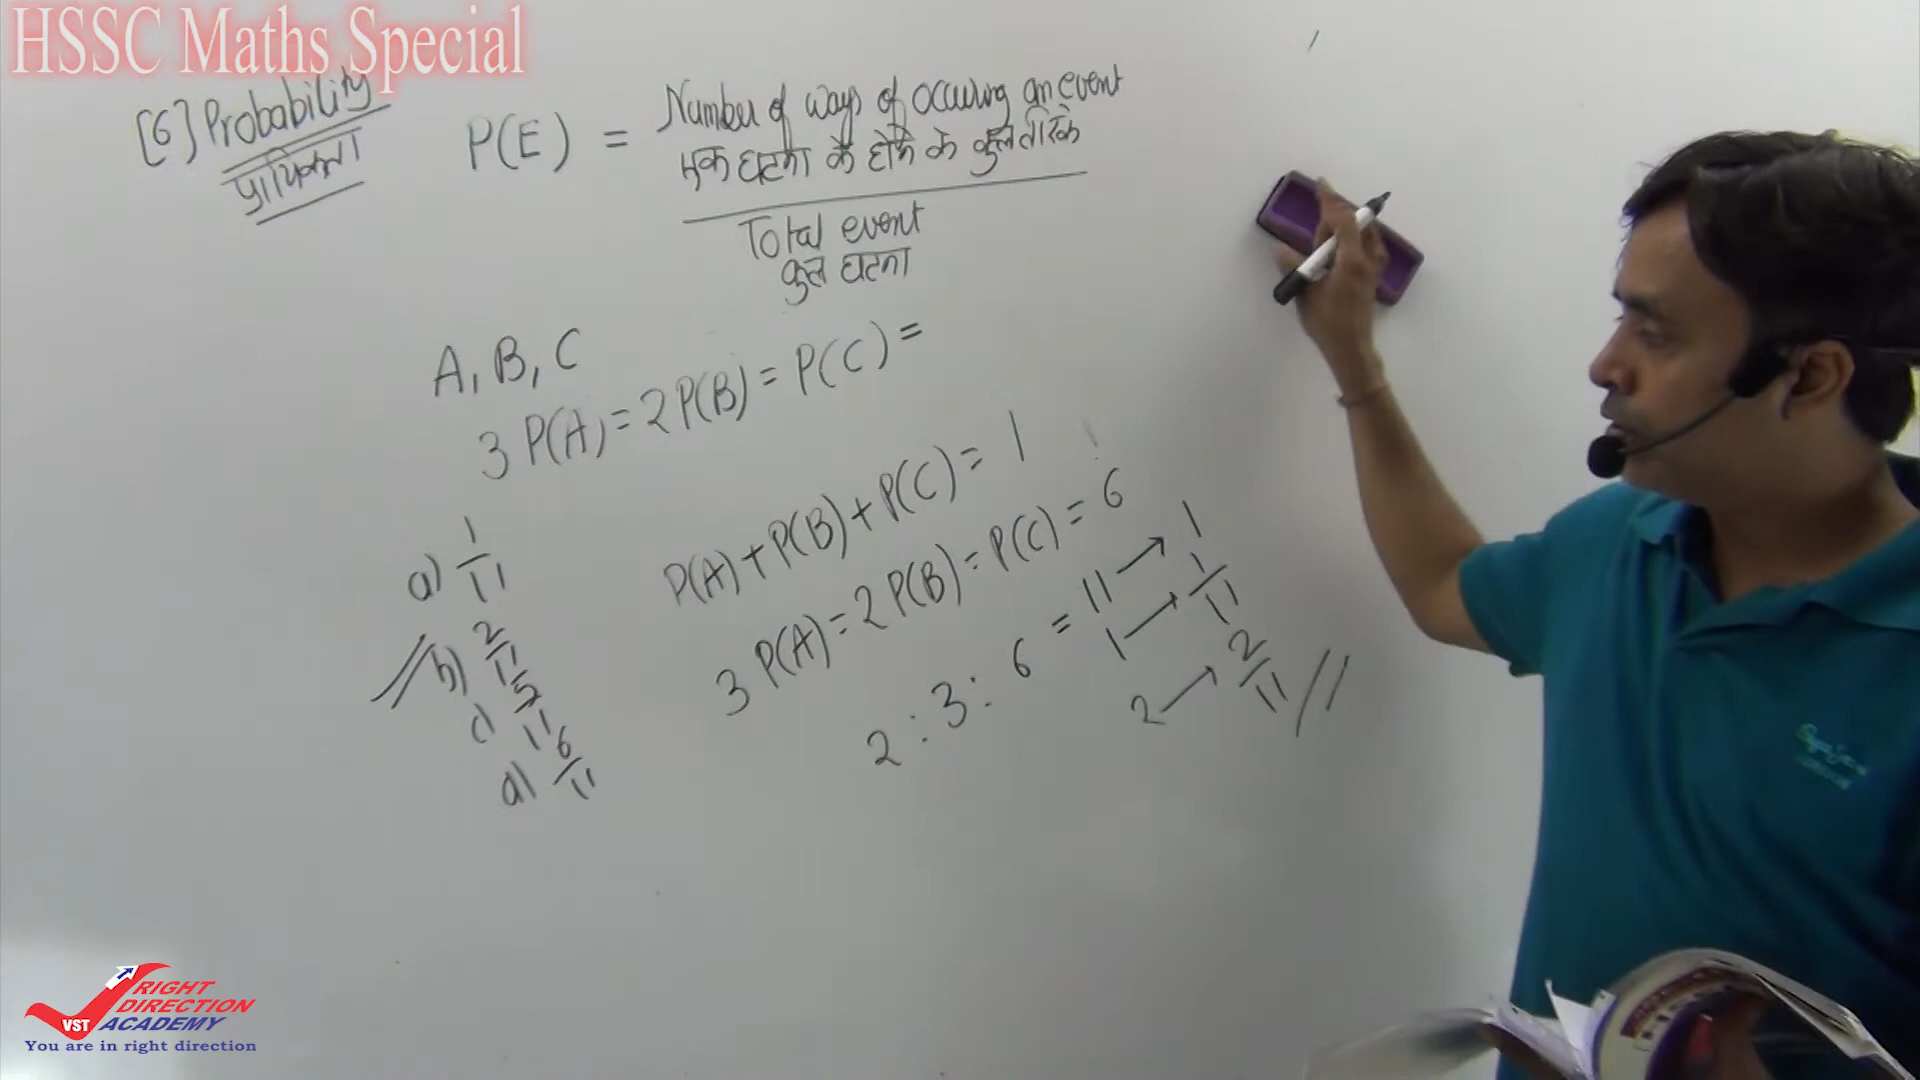 HSSC Maths Special
[6] Probability
प्रायिकता
P(E) = Number of ways of occuring an event
एक घटना के होने के कुल तरिके
Total event
कुल घटना
A, B, C
3 P(A) = 2 P(B) = P(C) =
P(A) + P(B) + P(C) = 1
3 P(A) = 2 P(B) = P(C) = 6
2 : 3 : 6 = 11 → 1
1 → 1/11
2 → 2/11 //
a) 1/11
b) 2/11
c) 5/11
d) 6/11
VST RIGHT
DIRECTION
ACADEMY
You are in right direction